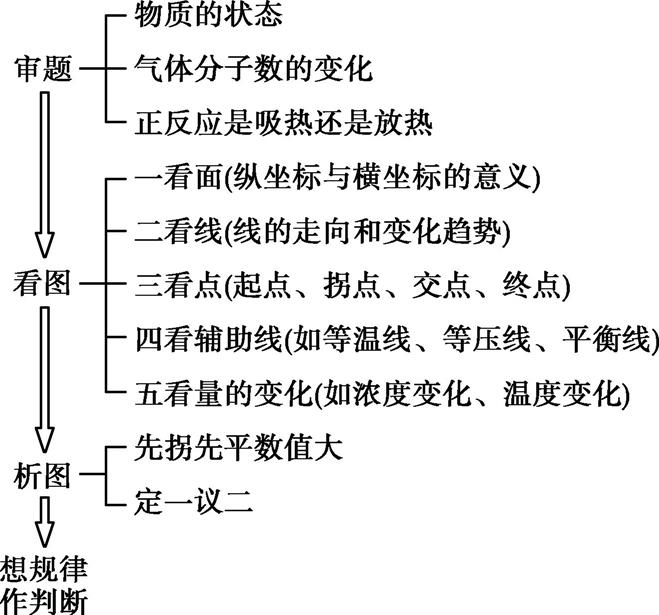 审题
物质的状态
气体分子数的变化
正反应是吸热还是放热
看图
一看面(纵坐标与横坐标的意义)
二看线(线的走向和变化趋势)
三看点(起点、拐点、交点、终点)
四看辅助线(如等温线、等压线、平衡线)
五看量的变化(如浓度变化、温度变化)
析图
先拐先平数值大
定一议二
想规律
作判断